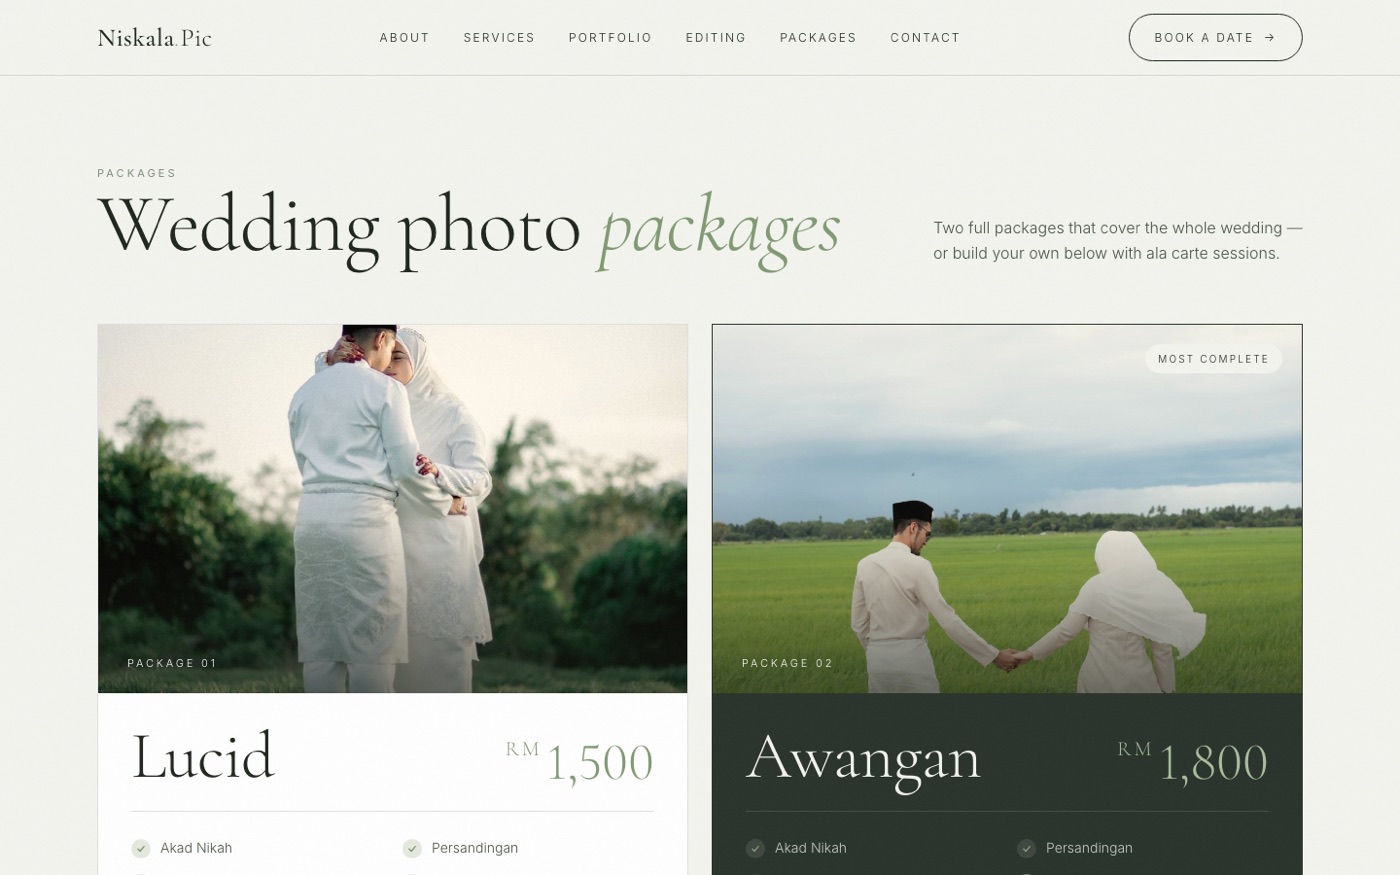 Niskala.Pic
ABOUT
SERVICES
PORTFOLIO
EDITING
PACKAGES
CONTACT
BOOK A DATE →
PACKAGES
Wedding photo packages
Two full packages that cover the whole wedding —
or build your own below with ala carte sessions.
PACKAGE 01
Lucid
RM 1,500
Akad Nikah
Persandingan
MOST COMPLETE
PACKAGE 02
Awangan
RM 1,800
Akad Nikah
Persandingan